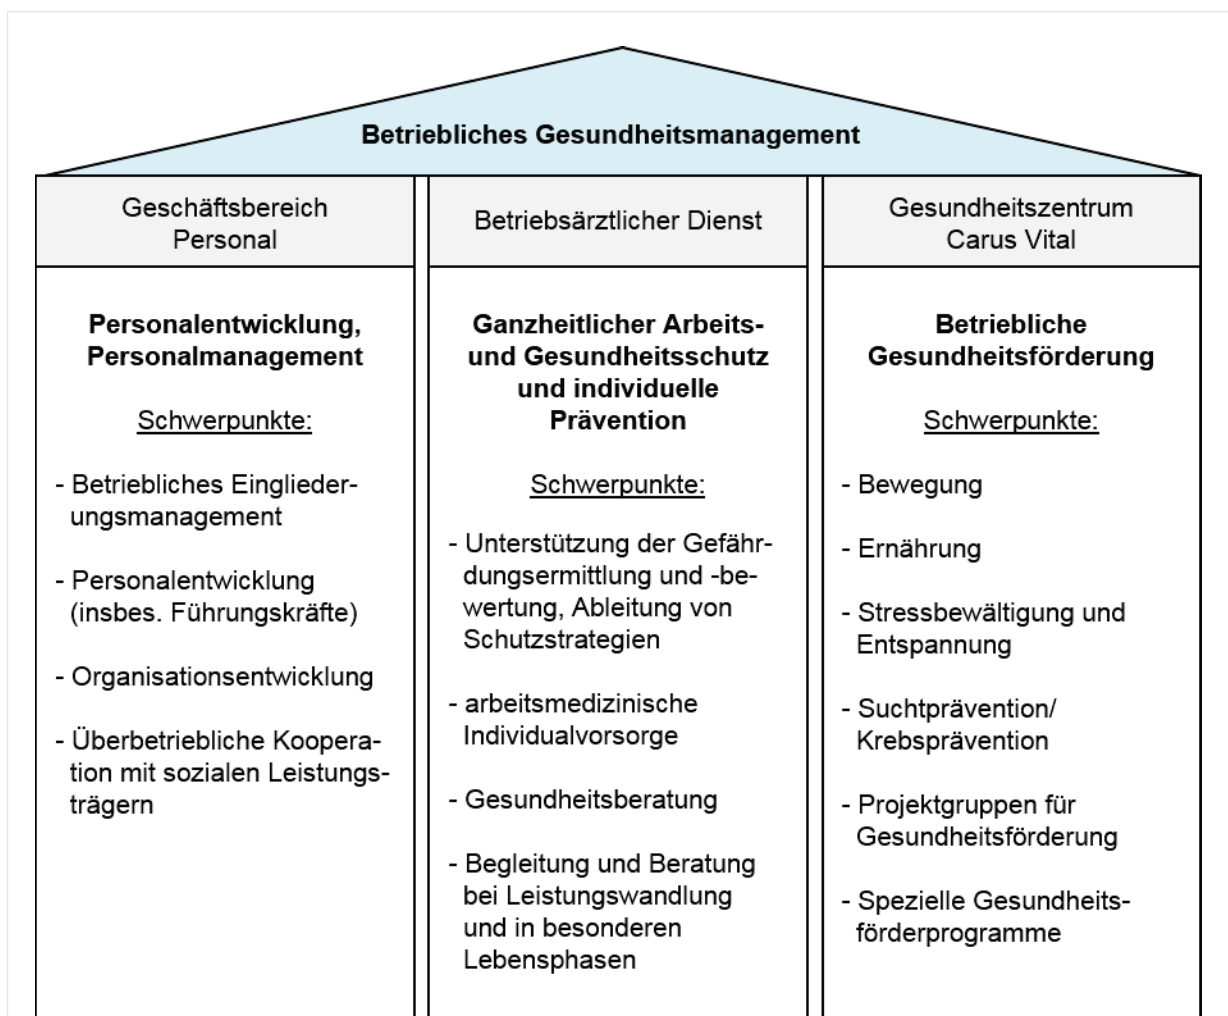 Betriebliches Gesundheitsmanagement
Geschäftsbereich
Personal
Personalentwicklung,
Personalmanagement
Schwerpunkte:
- Betriebliches Einglieder-
ungsmanagement
- Personalentwicklung
(insbes. Führungskräfte)
- Organisationsentwicklung
- Überbetriebliche Koopera-
tion mit sozialen Leistungs-
trägern
Betriebsärztlicher Dienst
Ganzheitlicher Arbeits-
und Gesundheitsschutz
und individuelle
Prävention
Schwerpunkte:
- Unterstützung der Gefähr-
dungsermittlung und -be-
wertung, Ableitung von
Schutzstrategien
- arbeitsmedizinische
Individualvorsorge
- Gesundheitsberatung
- Begleitung und Beratung
bei Leistungswandlung
und in besonderen
Lebensphasen
Gesundheitszentrum
Carus Vital
Betriebliche
Gesundheitsförderung
Schwerpunkte:
- Bewegung
- Ernährung
- Stressbewältigung und
Entspannung
- Suchtprävention/
Krebsprävention
- Projektgruppen für
Gesundheitsförderung
- Spezielle Gesundheits-
förderprogramme